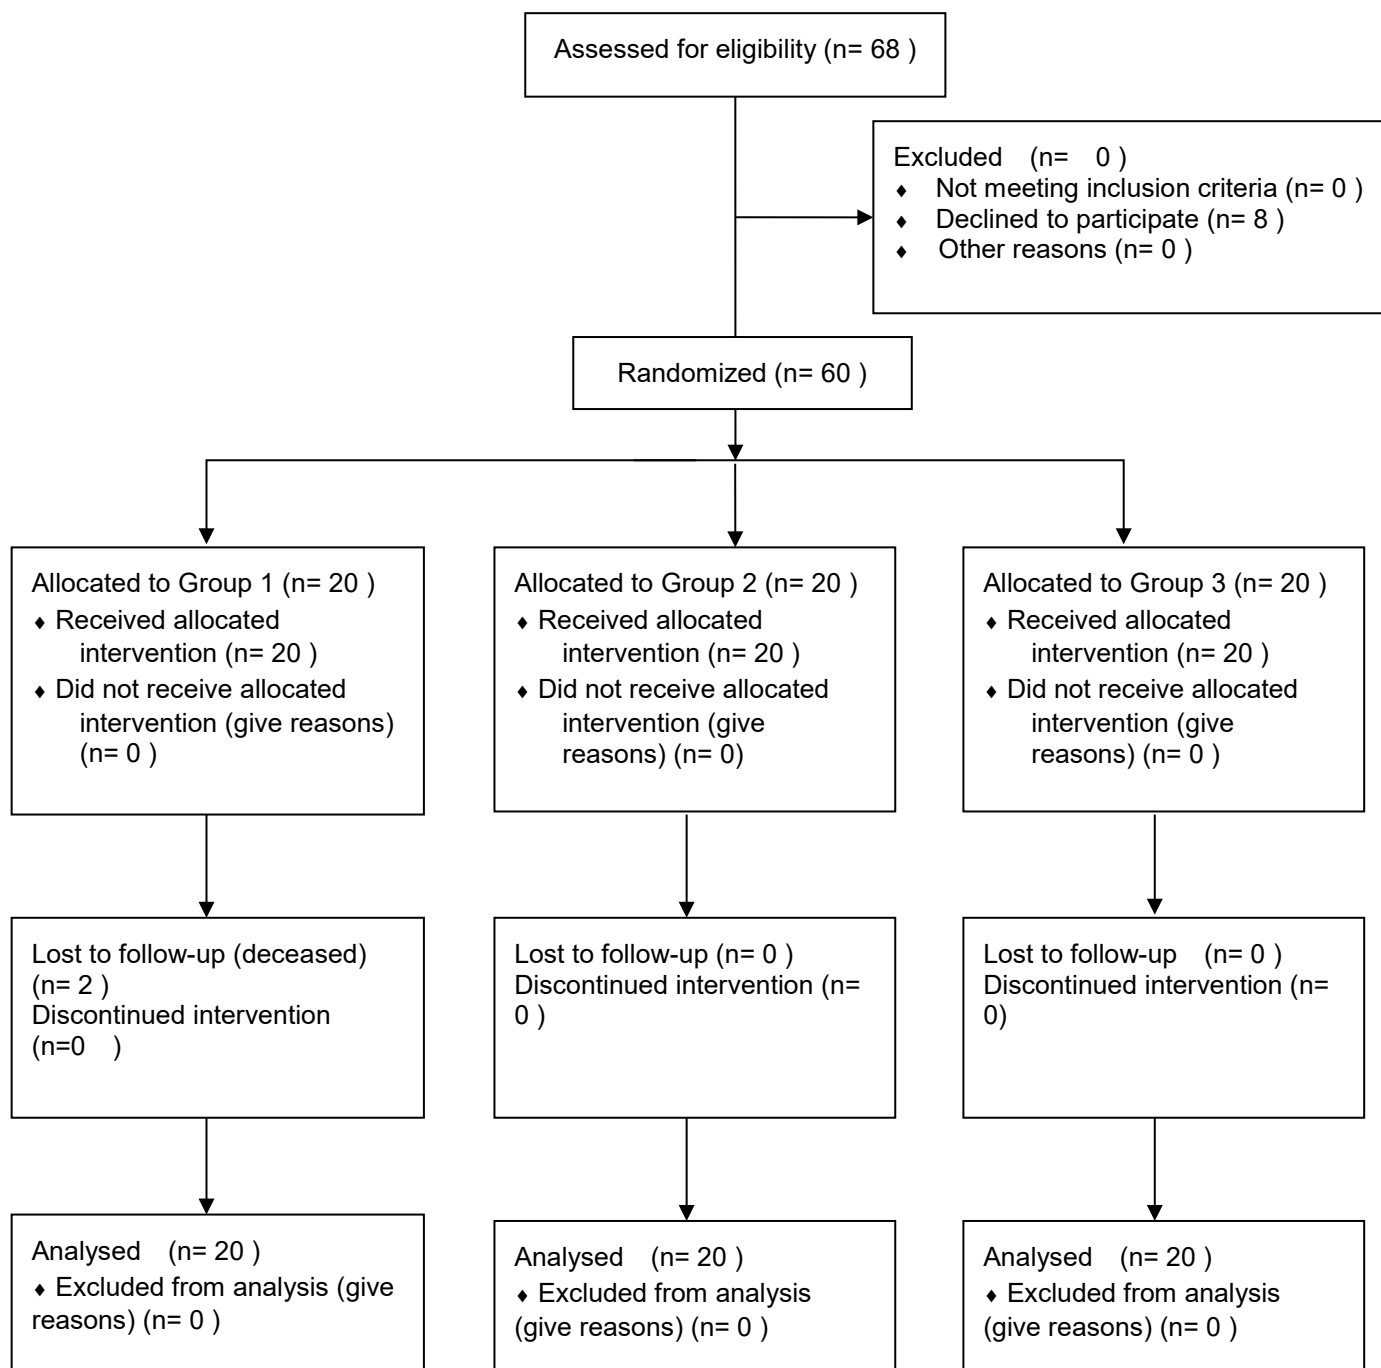 Assessed for eligibility (n= 68 )
Excluded (n= 0 )
♦ Not meeting inclusion criteria (n= 0 )
♦ Declined to participate (n= 8 )
♦ Other reasons (n= 0 )
Randomized (n= 60 )
Allocated to Group 1 (n= 20 )
♦ Received allocated
intervention (n= 20 )
♦ Did not receive allocated
intervention (give reasons)
(n= 0 )
Allocated to Group 2 (n= 20 )
♦ Received allocated
intervention (n= 20 )
♦ Did not receive allocated
intervention (give
reasons) (n= 0)
Allocated to Group 3 (n= 20 )
♦ Received allocated
intervention (n= 20 )
♦ Did not receive allocated
intervention (give
reasons) (n= 0 )
Lost to follow-up (deceased)
(n= 2 )
Discontinued intervention
(n=0 )
Lost to follow-up (n= 0 )
Discontinued intervention (n=
0 )
Lost to follow-up (n= 0 )
Discontinued intervention (n=
0)
Analysed (n= 20 )
♦ Excluded from analysis (give
reasons) (n= 0 )
Analysed (n= 20 )
♦ Excluded from analysis
(give reasons) (n= 0 )
Analysed (n= 20 )
♦ Excluded from analysis
(give reasons) (n= 0 )